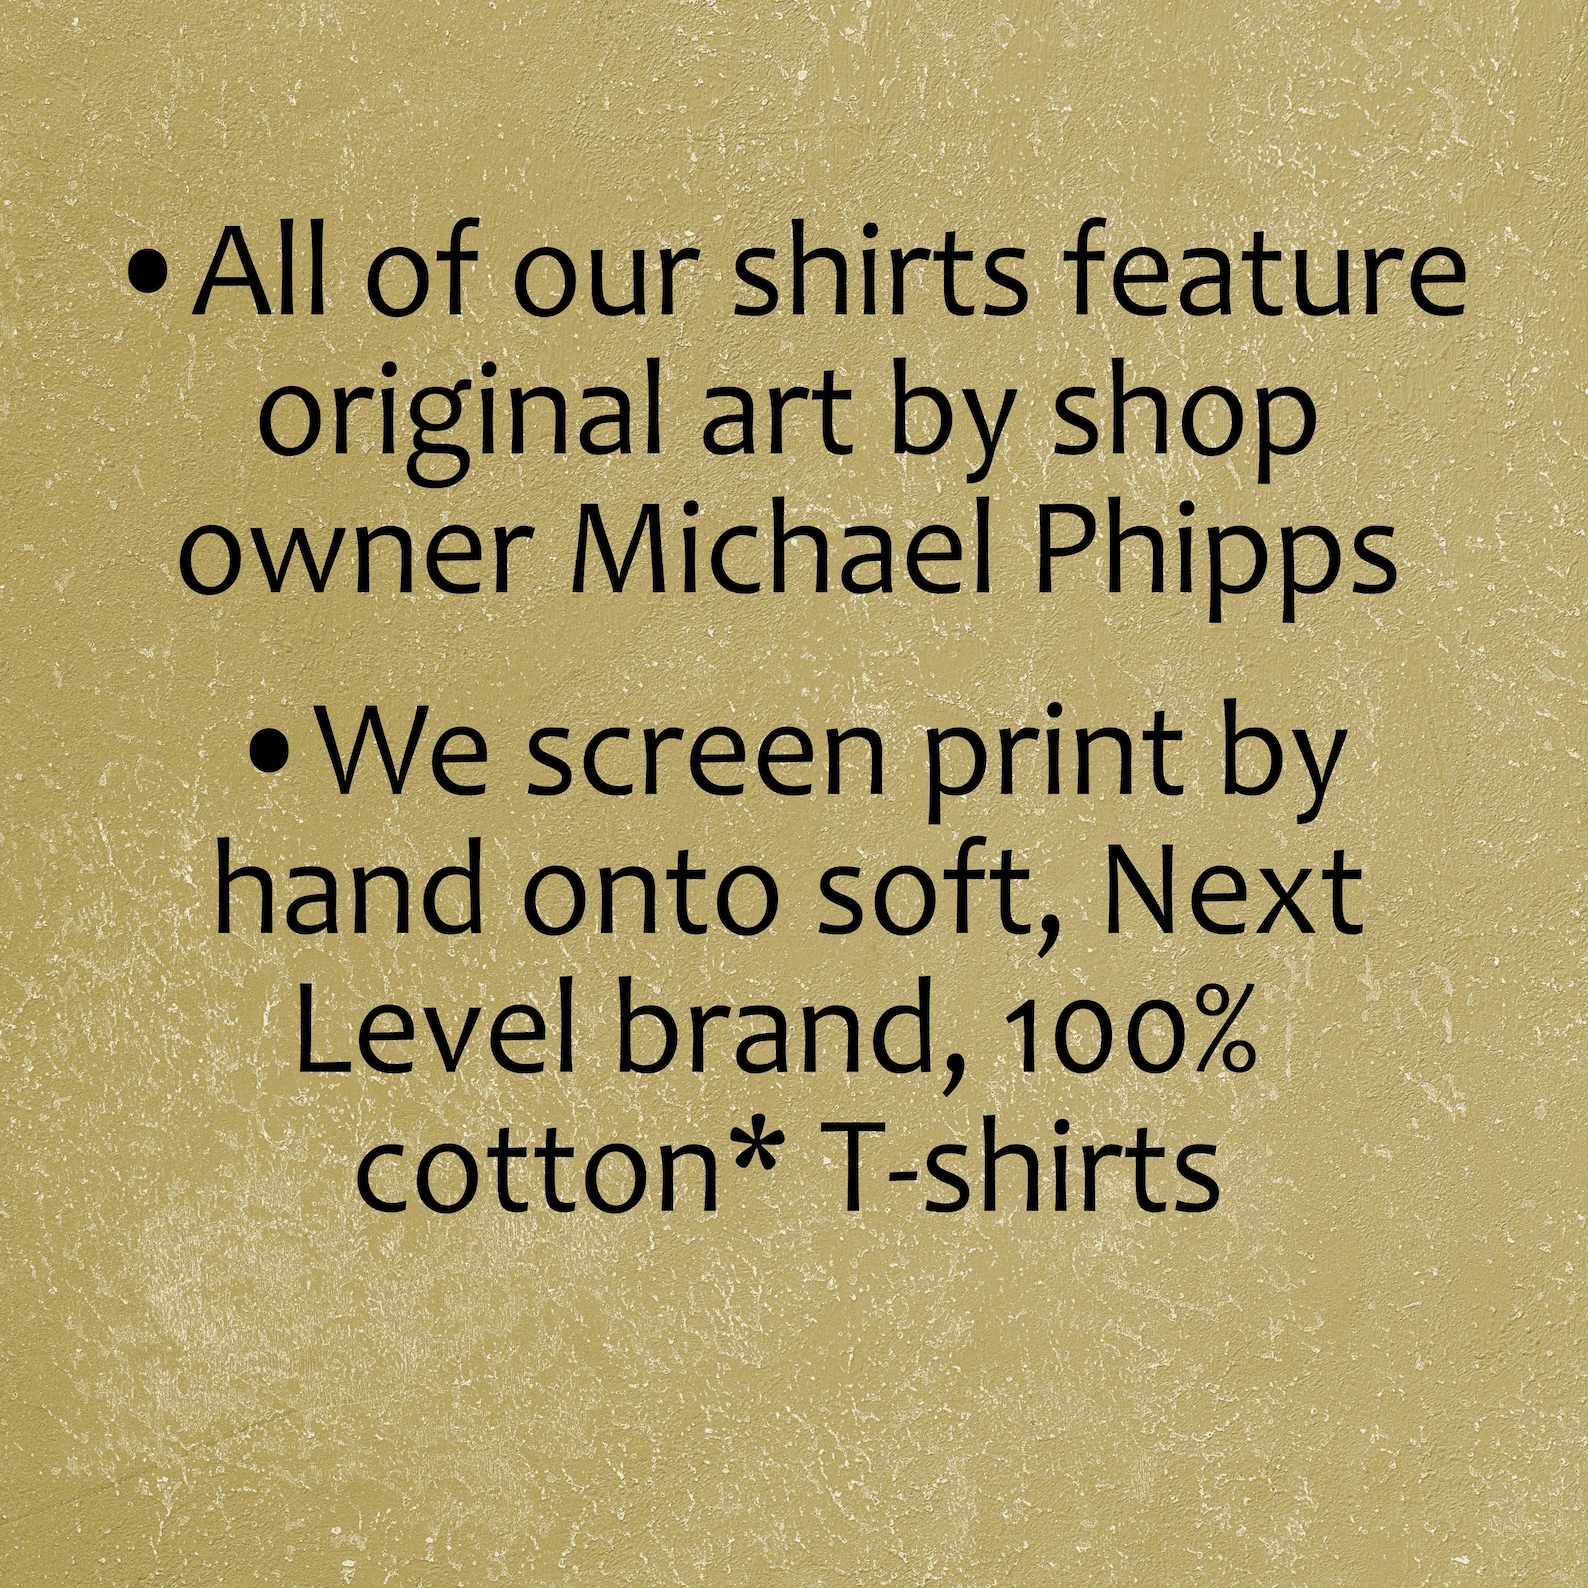 •All of our shirts feature
original art by shop
owner Michael Phipps
•We screen print by
hand onto soft, Next
Level brand, 100%
cotton* T-shirts